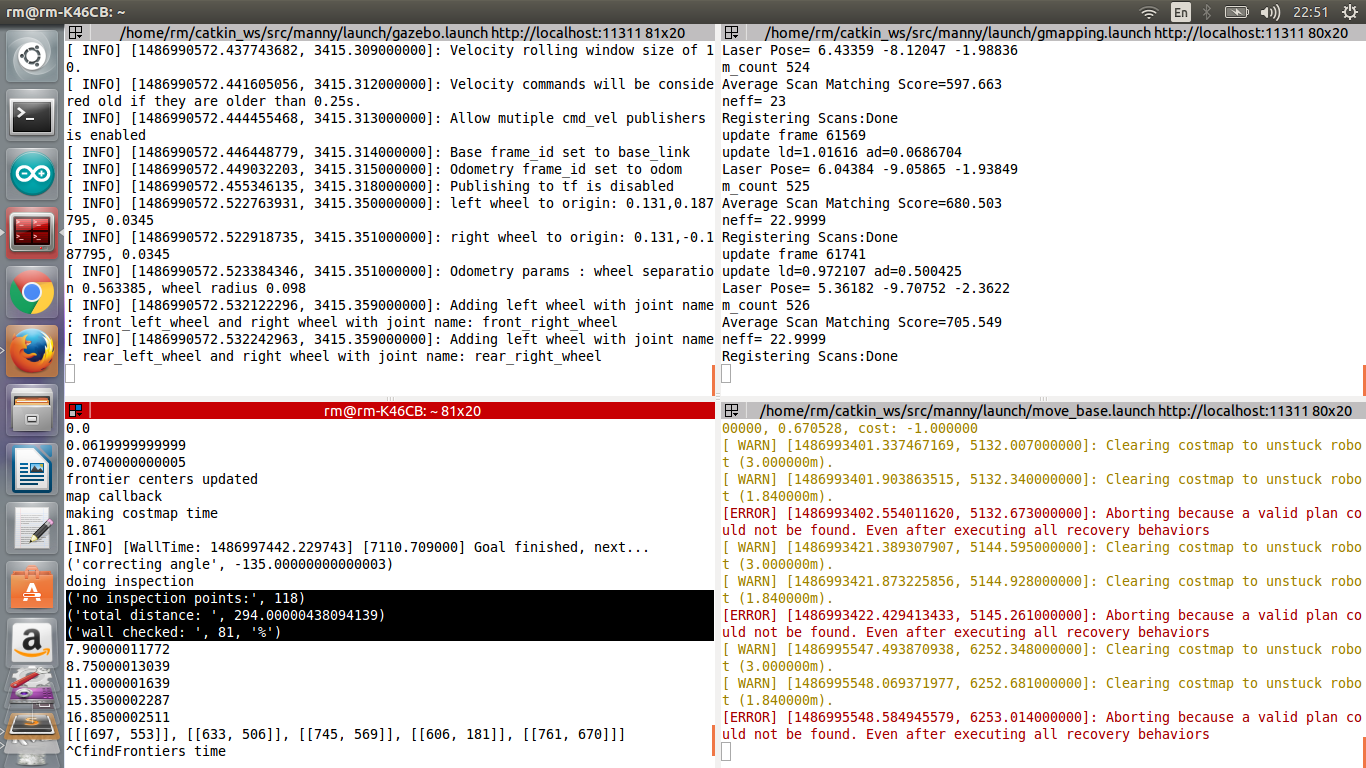 rm@rm-K46CB: ~
En
22:51
/home/rm/catkin_ws/src/manny/launch/gazebo.launch http://localhost:11311 81x20
[ INFO] [1486990572.437743682, 3415.309000000]: Velocity rolling window size of 1
0.
[ INFO] [1486990572.441605056, 3415.312000000]: Velocity commands will be conside
red old if they are older than 0.25s.
[ INFO] [1486990572.444455468, 3415.313000000]: Allow mutiple cmd_vel publishers
is enabled
[ INFO] [1486990572.446448779, 3415.314000000]: Base frame_id set to base_link
[ INFO] [1486990572.449032203, 3415.315000000]: Odometry frame_id set to odom
[ INFO] [1486990572.455346135, 3415.318000000]: Publishing to tf is disabled
[ INFO] [1486990572.522763931, 3415.350000000]: left wheel to origin: 0.131,0.187
795, 0.0345
[ INFO] [1486990572.522918735, 3415.351000000]: right wheel to origin: 0.131,-0.1
87795, 0.0345
[ INFO] [1486990572.523384346, 3415.351000000]: Odometry params : wheel separatio
n 0.563385, wheel radius 0.098
[ INFO] [1486990572.532122296, 3415.359000000]: Adding left wheel with joint name
: front_left_wheel and right wheel with joint name: front_right_wheel
[ INFO] [1486990572.532242963, 3415.359000000]: Adding left wheel with joint name
: rear_left_wheel and right wheel with joint name: rear_right_wheel
/home/rm/catkin_ws/src/manny/launch/gmapping.launch http://localhost:11311 80x20
Laser Pose= 6.43359 -8.12047 -1.98836
m_count 524
Average Scan Matching Score=597.663
neff= 23
Registering Scans:Done
update frame 61569
update ld=1.01616 ad=0.0686704
Laser Pose= 6.04384 -9.05865 -1.93849
m_count 525
Average Scan Matching Score=680.503
neff= 22.9999
Registering Scans:Done
update frame 61741
update ld=0.972107 ad=0.500425
Laser Pose= 5.36182 -9.70752 -2.3622
m_count 526
Average Scan Matching Score=705.549
neff= 22.9999
Registering Scans:Done
rm@rm-K46CB: ~ 81x20
0.0
0.0619999999999
0.0740000000005
frontier centers updated
map callback
making costmap time
1.861
[INFO] [WallTime: 1486997442.229743] [7110.709000] Goal finished, next...
('correcting angle', -135.00000000000003)
doing inspection
('no inspection points:', 118)
('total distance: ', 294.00000438094139)
('wall checked: ', 81, '%')
7.90000011772
8.75000013039
11.0000001639
15.3500002287
16.8500002511
[[[697, 553]], [[633, 506]], [[745, 569]], [[606, 181]], [[761, 670]]]
^CfindFrontiers time
/home/rm/catkin_ws/src/manny/launch/move_base.launch http://localhost:11311 80x20
00000, 0.670528, cost: -1.000000
[ WARN] [1486993401.337467169, 5132.007000000]: Clearing costmap to unstuck robo
t (3.000000m).
[ WARN] [1486993401.903863515, 5132.340000000]: Clearing costmap to unstuck robo
t (1.840000m).
[ERROR] [1486993402.554011620, 5132.673000000]: Aborting because a valid plan co
uld not be found. Even after executing all recovery behaviors
[ WARN] [1486993421.389307907, 5144.595000000]: Clearing costmap to unstuck robo
t (3.000000m).
[ WARN] [1486993421.873225856, 5144.928000000]: Clearing costmap to unstuck robo
t (1.840000m).
[ERROR] [1486993422.429413433, 5145.261000000]: Aborting because a valid plan co
uld not be found. Even after executing all recovery behaviors
[ WARN] [1486995547.493870938, 6252.348000000]: Clearing costmap to unstuck robo
t (3.000000m).
[ WARN] [1486995548.069371977, 6252.681000000]: Clearing costmap to unstuck robo
t (1.840000m).
[ERROR] [1486995548.584945579, 6253.014000000]: Aborting because a valid plan co
uld not be found. Even after executing all recovery behaviors